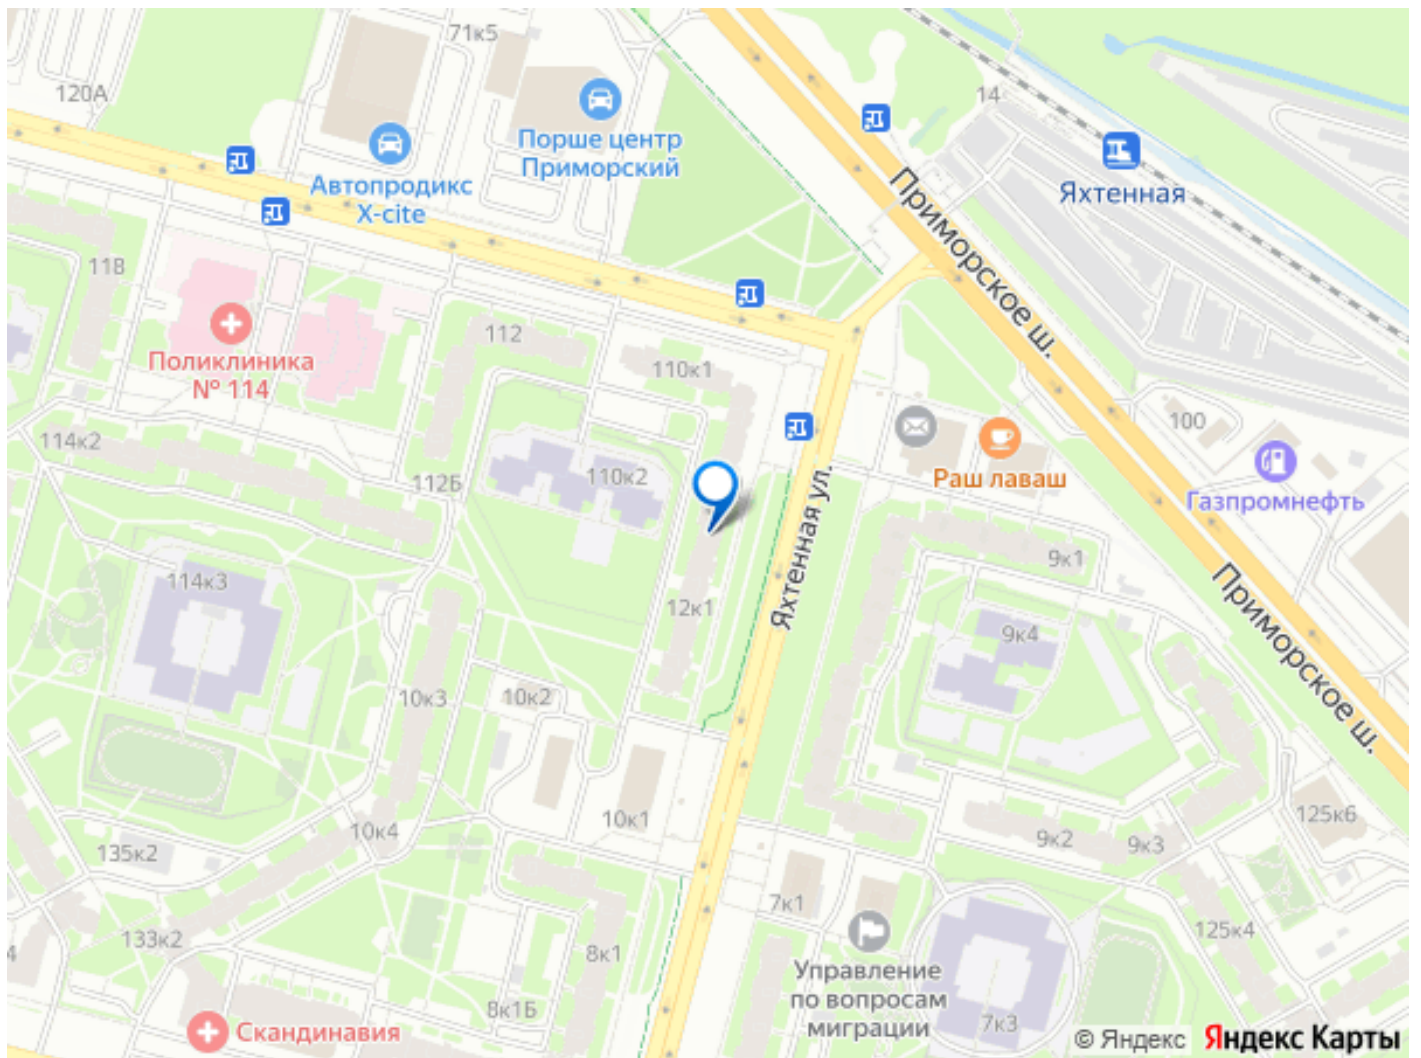 71к5
120А
14
Порше центр
Приморский
Автопродикс
X-cite
Яхтенная
Приморское ш.
118
112
Поликлиника
№ 114
110к1
100
114к2
112Б
110к2
Раш лаваш
Газпромнефть
Яхтенная ул.
9к1
114к3
12к1
9к4
Приморское ш.
10к3
10к2
10к1
10к4
135к2
9к2
9к3
125к6
7к1
133к2
4
8к1
125к4
Управление
по вопросам
миграции
8к1Б
7к3
Скандинавия
© Яндекс Яндекс Карты